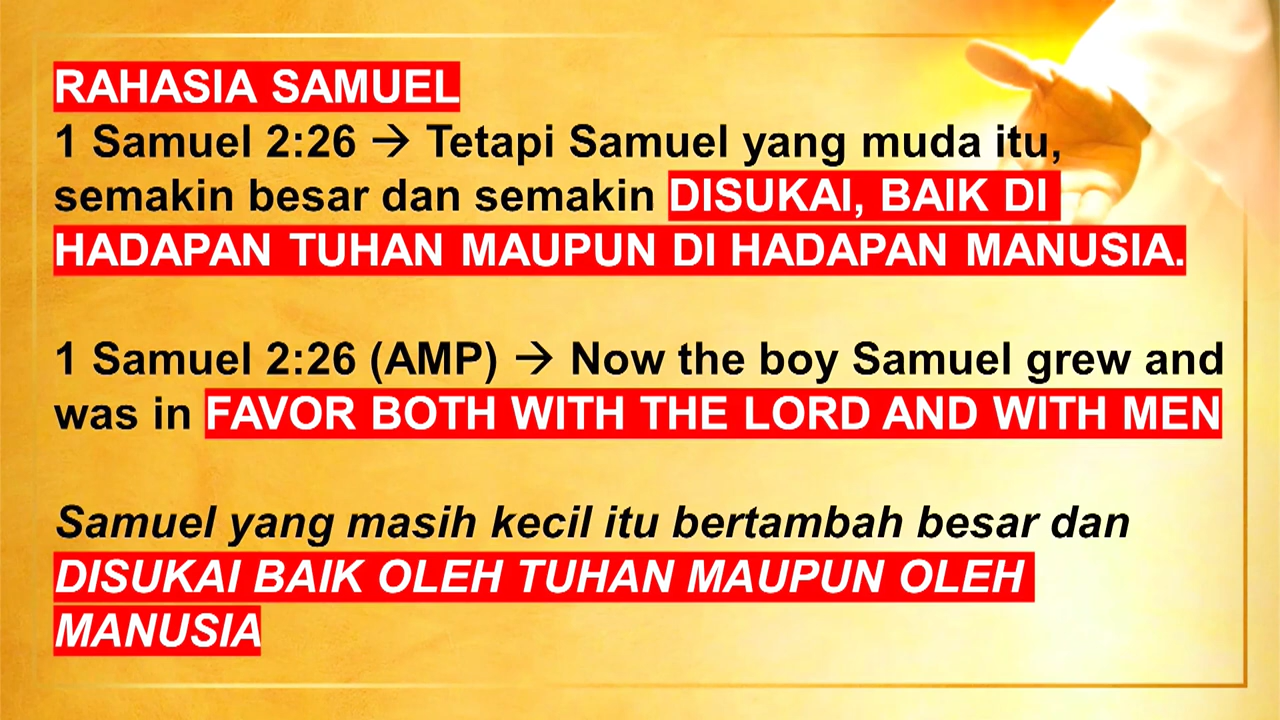 RAHASIA SAMUEL
1 Samuel 2:26 → Tetapi Samuel yang muda itu,
semakin besar dan semakin DISUKAI, BAIK DI
HADAPAN TUHAN MAUPUN DI HADAPAN MANUSIA.
1 Samuel 2:26 (AMP) → Now the boy Samuel grew and
was in FAVOR BOTH WITH THE LORD AND WITH MEN
Samuel yang masih kecil itu bertambah besar dan
DISUKAI BAIK OLEH TUHAN MAUPUN OLEH
MANUSIA